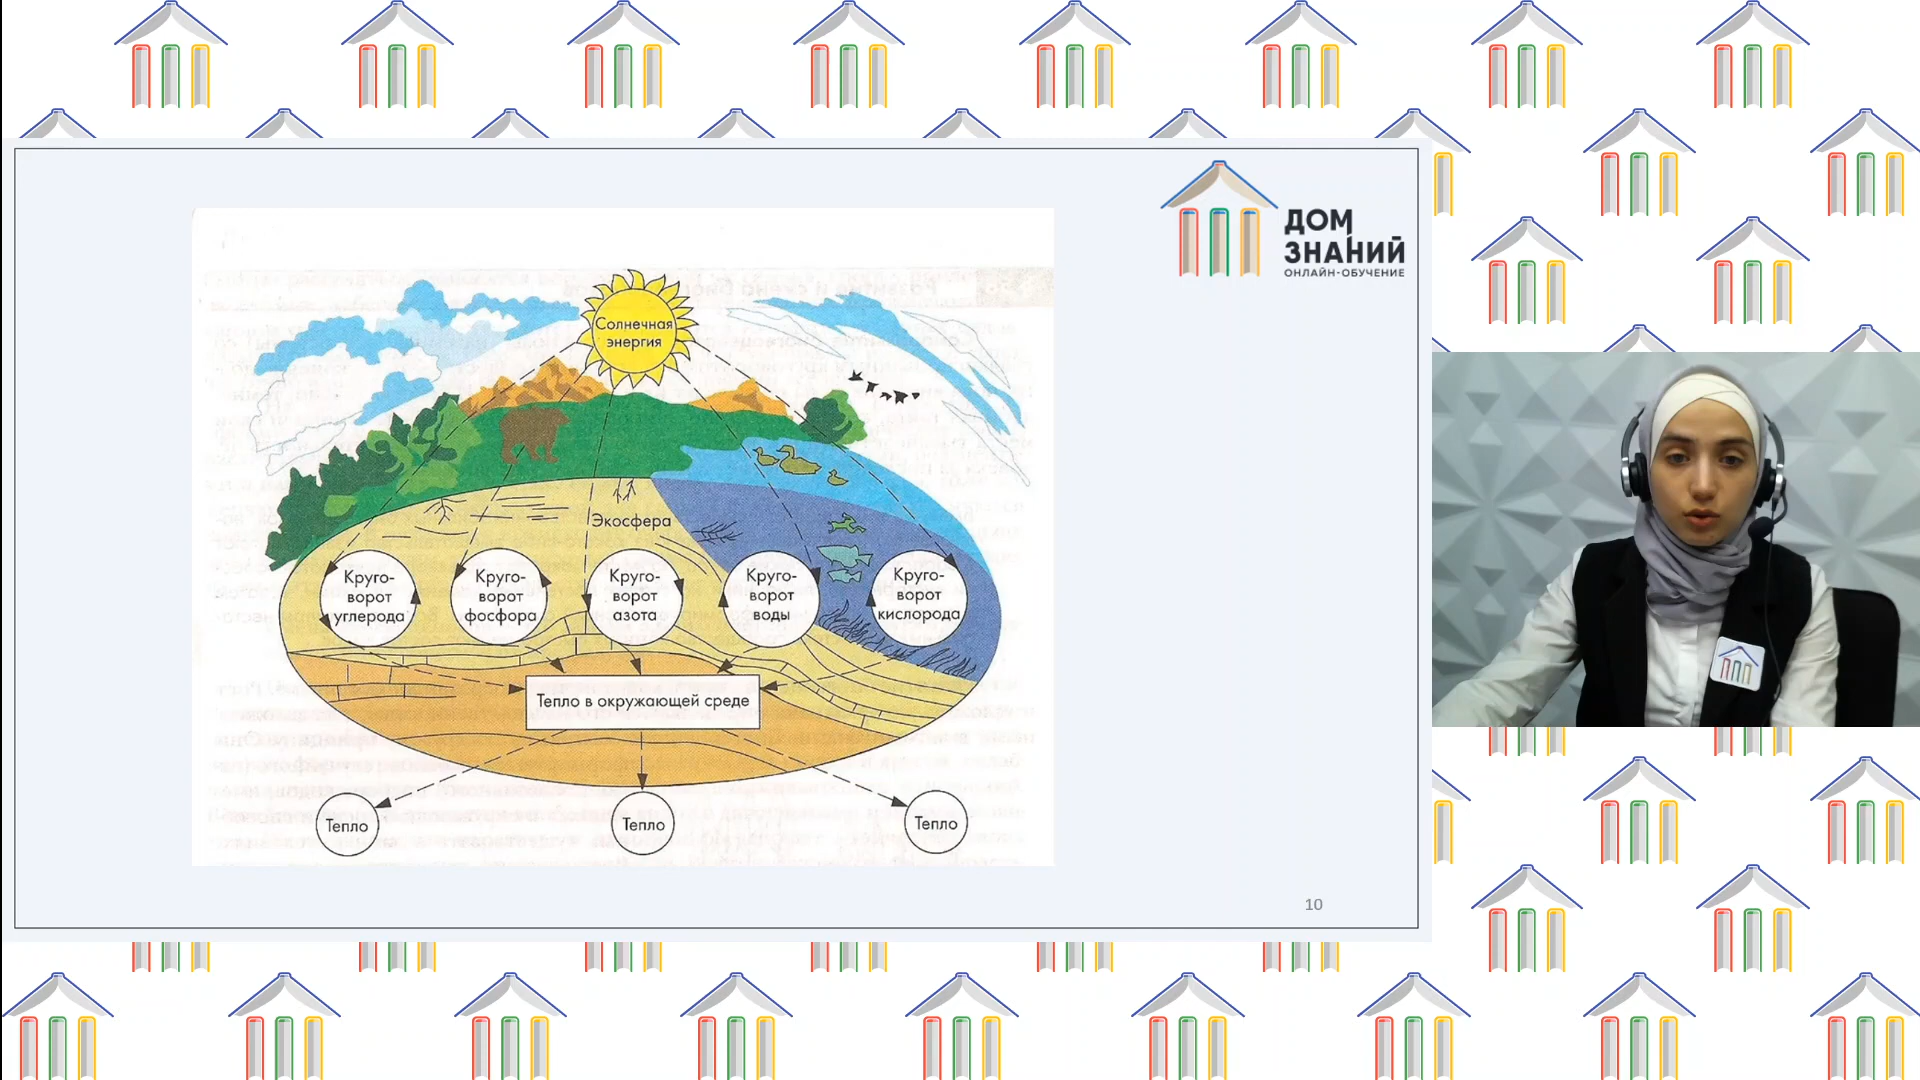 ДОМ
ЗНАНИЙ
ОНЛАЙН-ОБУЧЕНИЕ
Солнечная
энергия
Экосфера
Круго-
ворот
углерода
Круго-
ворот
фосфора
Круго-
ворот
азота
Круго-
ворот
воды
Круго-
ворот
кислорода
Тепло в окружающей среде
Тепло
Тепло
Тепло
10